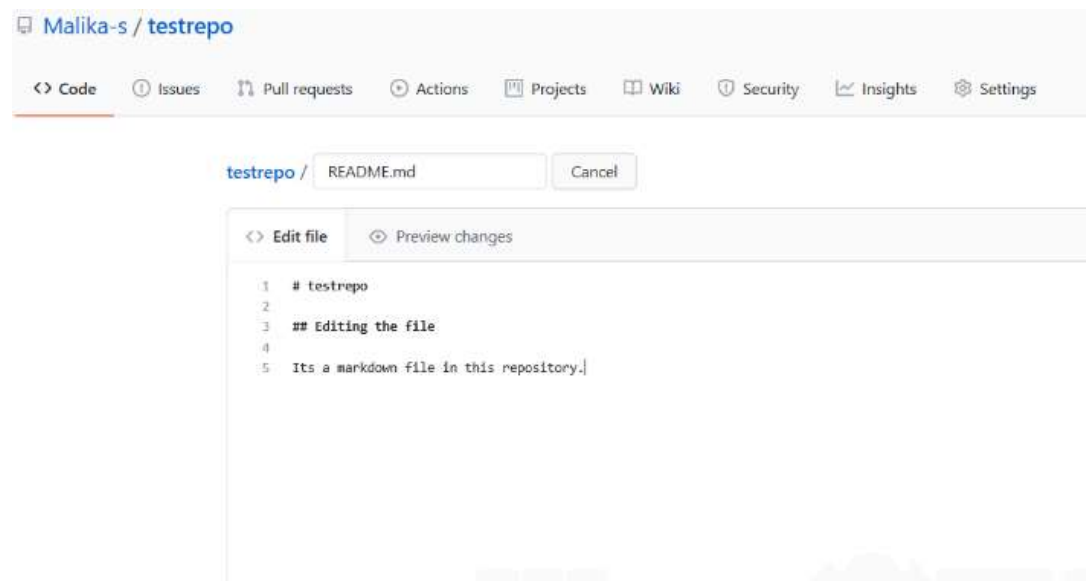 Malika-s / testrepo
Code Issues Pull requests Actions Projects Wiki Security Insights Settings
testrepo / README.md Cancel
Edit file Preview changes
1 # testrepo
2
3 ## Editing the file
4
5 Its a markdown file in this repository.